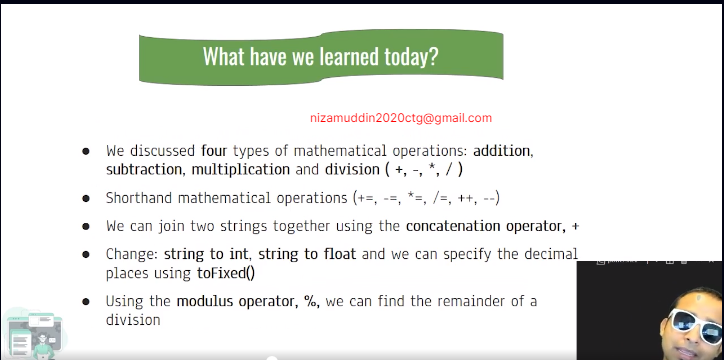 What have we learned today?
nizamuddin2020ctg@gmail.com
● We discussed four types of mathematical operations: addition,
subtraction, multiplication and division ( +, -, *, / )
● Shorthand mathematical operations (+=, -=, *=, /=, ++, --)
● We can join two strings together using the concatenation operator, +
● Change: string to int, string to float and we can specify the decimal
places using toFixed()
● Using the modulus operator, %, we can find the remainder of a
division